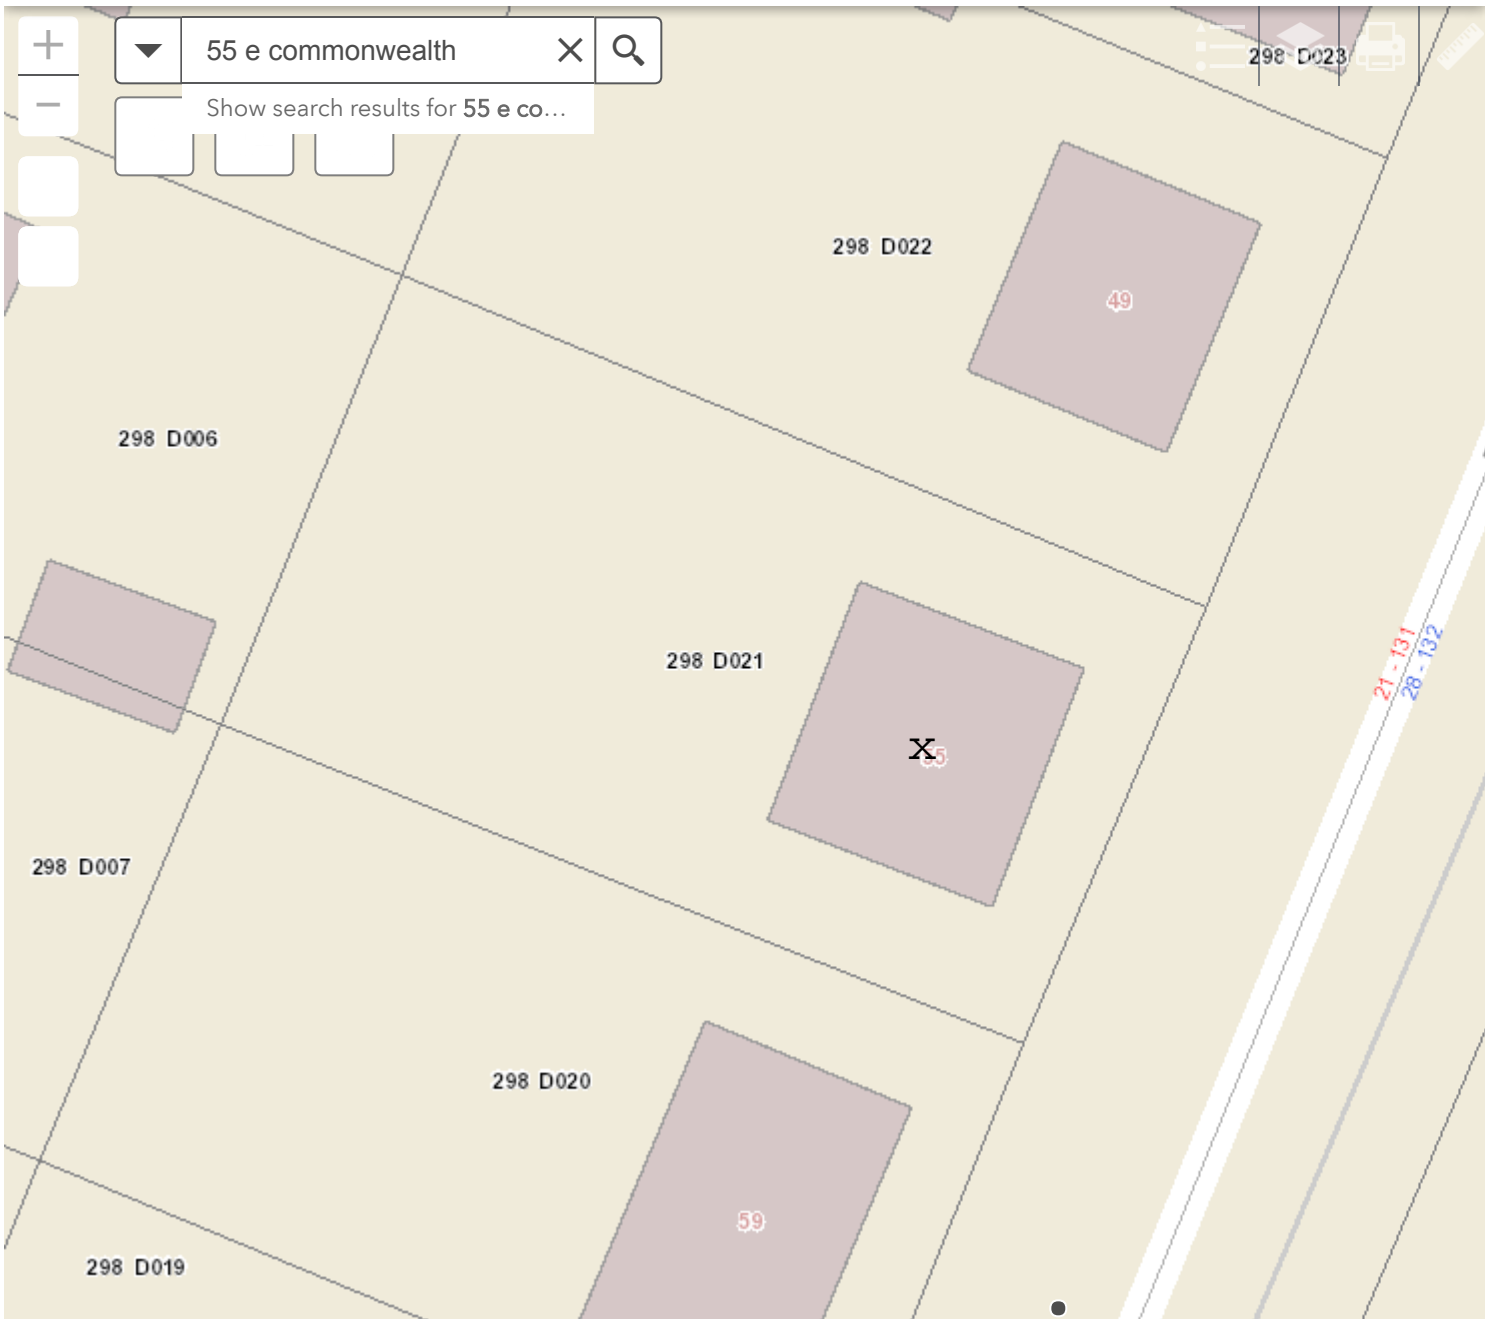 55 e commonwealth
Show search results for 55 e co...
298 D023
298 D022
49
298 D006
298 D021
21 - 131
28 - 132
x
298 D007
298 D020
59
298 D019